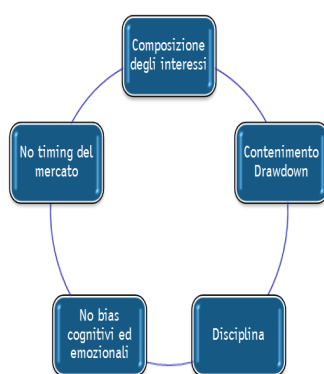 Composizione
degli interessi
Contenimento
Drawdown
Disciplina
No bias
cognitivi ed
emozionali
No timing del
mercato